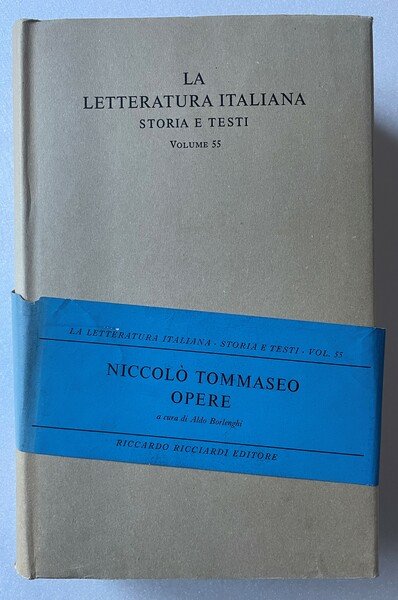 LA
LETTERATURA ITALIANA
STORIA E TESTI
VOLUME 55
LA LETTERATURA ITALIANA · STORIA E TESTI · VOL. 55
NICCOLÒ TOMMASEO
OPERE
a cura di Aldo Borlenghi
RICCARDO RICCIARDI EDITORE